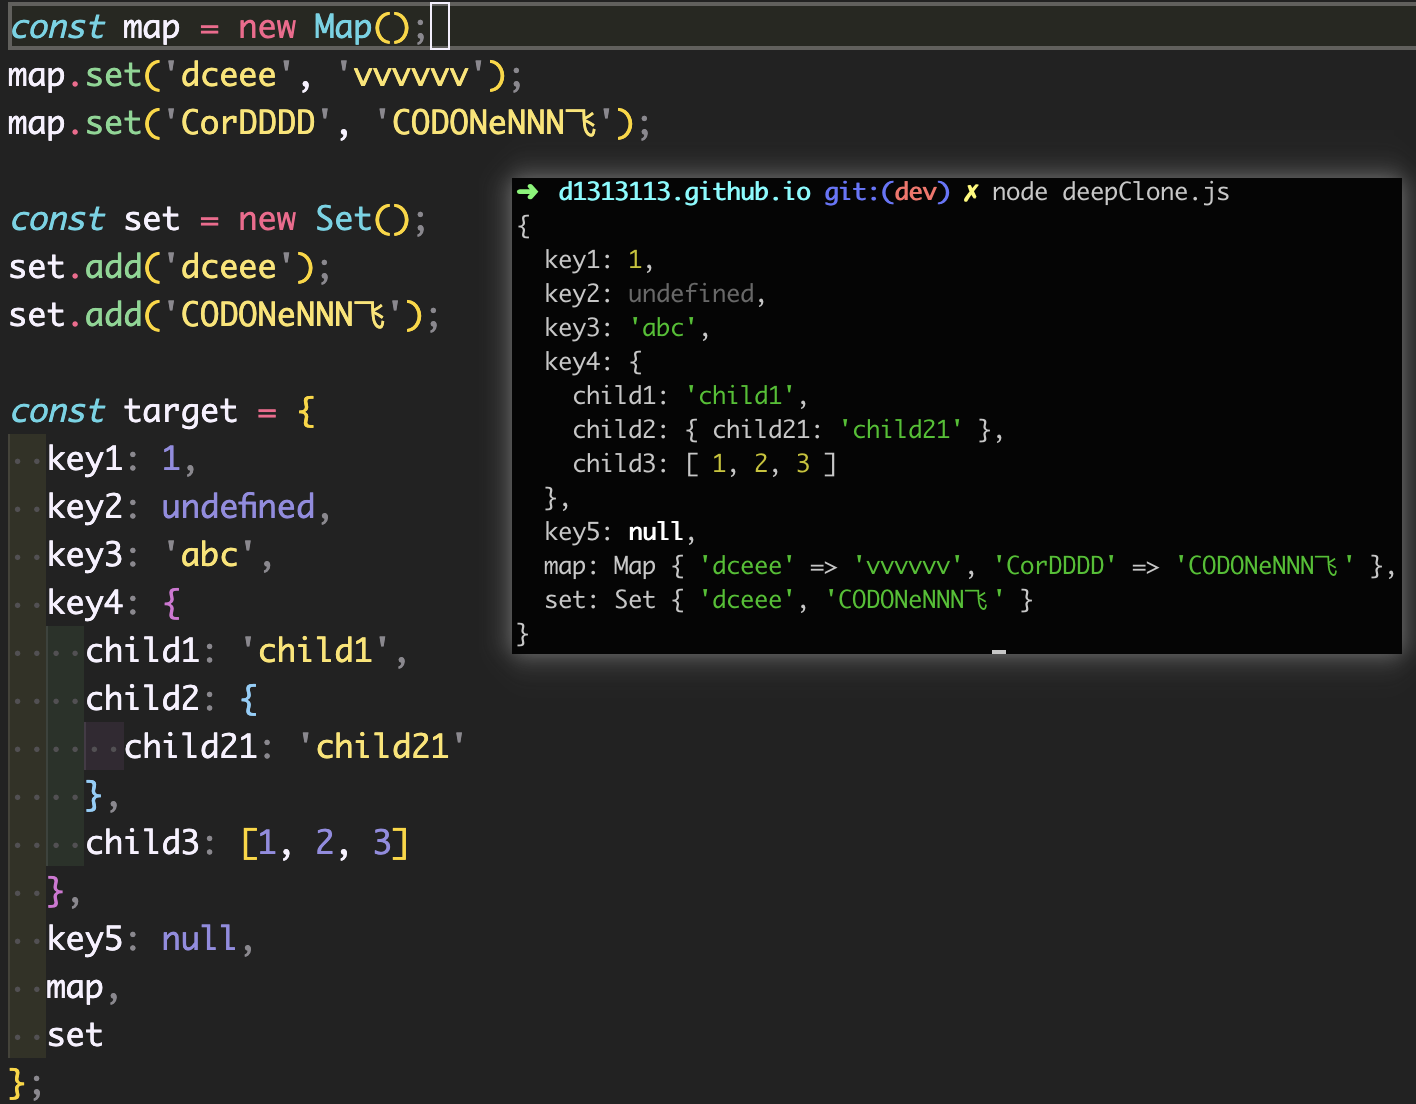 const map = new Map();
map.set('dceee', 'vvvvvv');
map.set('CorDDDD', 'CODONeNNN飞');

const set = new Set();
set.add('dceee');
set.add('CODONeNNN飞');

const target = {
  key1: 1,
  key2: undefined,
  key3: 'abc',
  key4: {
    child1: 'child1',
    child2: {
      child21: 'child21'
    },
    child3: [1, 2, 3]
  },
  key5: null,
  map,
  set
};

➜  d1313113.github.io git:(dev) ✗ node deepClone.js
{
  key1: 1,
  key2: undefined,
  key3: 'abc',
  key4: {
    child1: 'child1',
    child2: { child21: 'child21' },
    child3: [ 1, 2, 3 ]
  },
  key5: null,
  map: Map { 'dceee' => 'vvvvvv', 'CorDDDD' => 'CODONeNNN飞' },
  set: Set { 'dceee', 'CODONeNNN飞' }
}